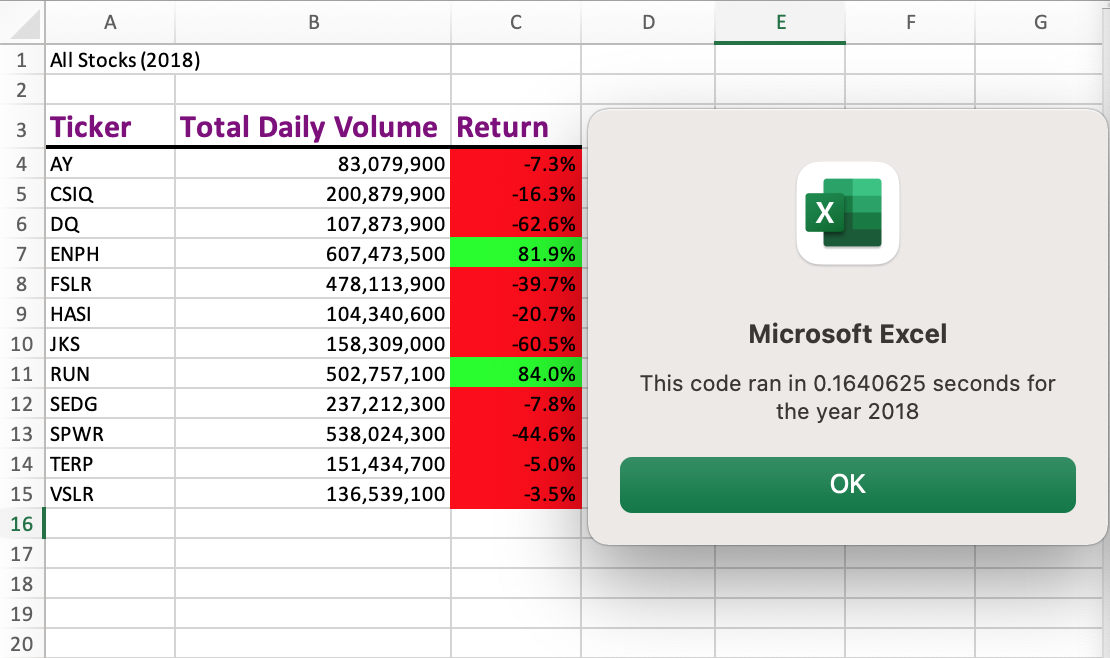 A B C D E F G
1 All Stocks (2018)
2
3 Ticker Total Daily Volume Return
4 AY 83,079,900 -7.3%
5 CSIQ 200,879,900 -16.3%
6 DQ 107,873,900 -62.6%
7 ENPH 607,473,500 81.9%
8 FSLR 478,113,900 -39.7%
9 HASI 104,340,600 -20.7%
10 JKS 158,309,000 -60.5%
11 RUN 502,757,100 84.0%
12 SEDG 237,212,300 -7.8%
13 SPWR 538,024,300 -44.6%
14 TERP 151,434,700 -5.0%
15 VSLR 136,539,100 -3.5%
16
17
18
19
20
X
Microsoft Excel
This code ran in 0.1640625 seconds for
the year 2018
OK